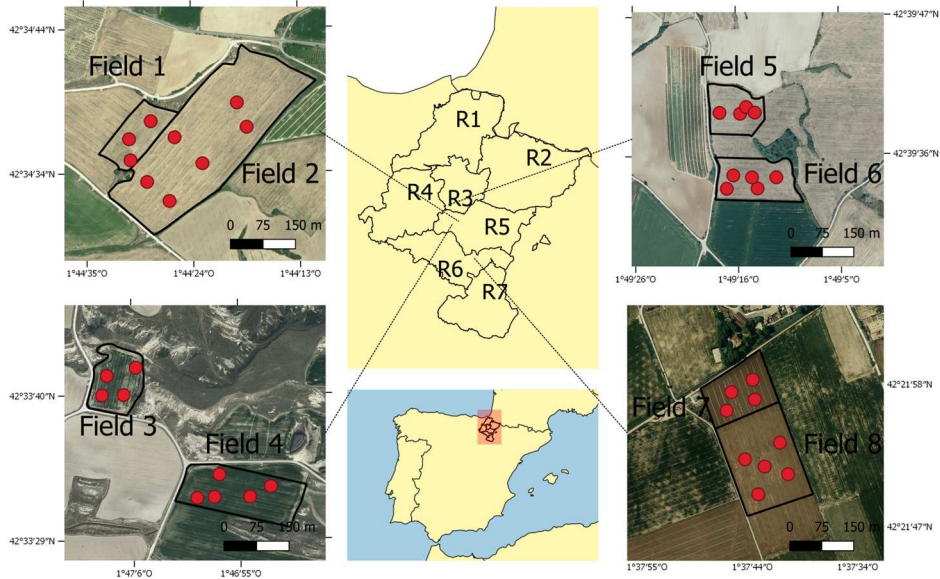 42°34'44"N
Field 1
42°34'34"N
Field 2
0 75 150 m
1°44'35"O 1°44'24"O 1°44'13"O
R1
R2
R3
R4
R5
R6
R7
42°39'47"N
Field 5
42°39'36"N
Field 6
0 75 150 m
1°49'26"O 1°49'16"O 1°49'5"O
42°33'40"N
Field 3
Field 4
0 75 150 m
42°33'29"N
1°47'6"O 1°46'55"O
42°21'58"N
Field 7
Field 8
0 75 150 m
42°21'47"N
1°37'55"O 1°37'44"O 1°37'34"O